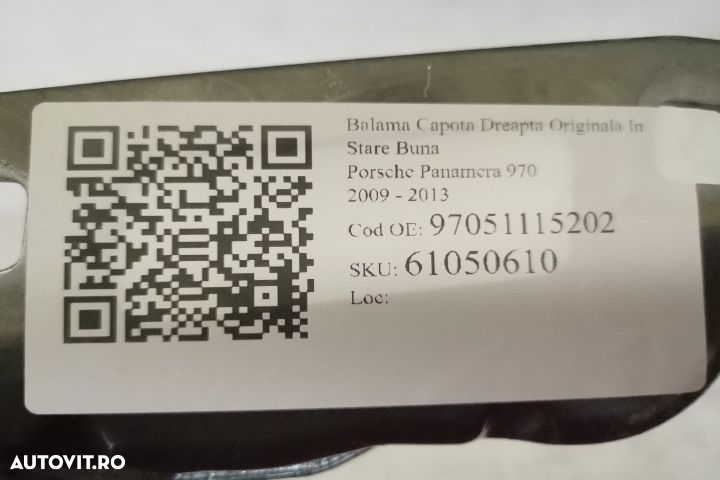 Balama Capota Dreapta Originala In
Stare Buna
Porsche Panamera 970
2009 - 2013
Cod OE: 97051115202
SKU: 61050610
Loc:
AUTOVIT.RO